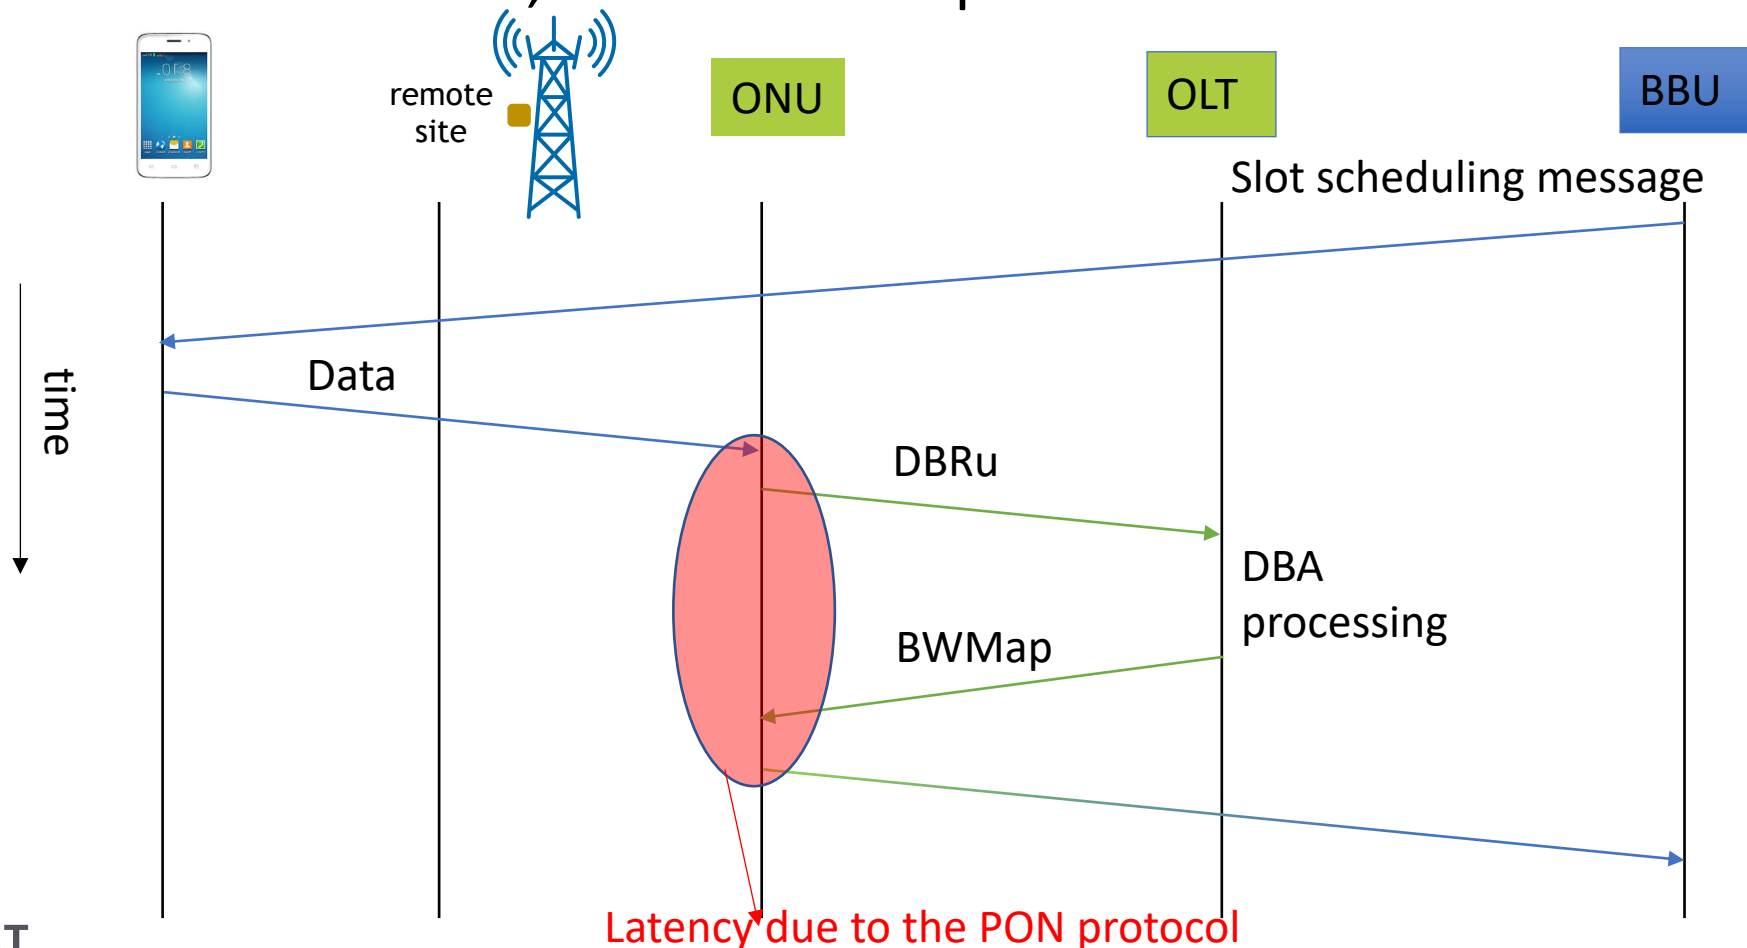 remote
site
ONU
OLT
BBU
Slot scheduling message
time
Data
DBRu
DBA
processing
BWMap
Latency due to the PON protocol
T